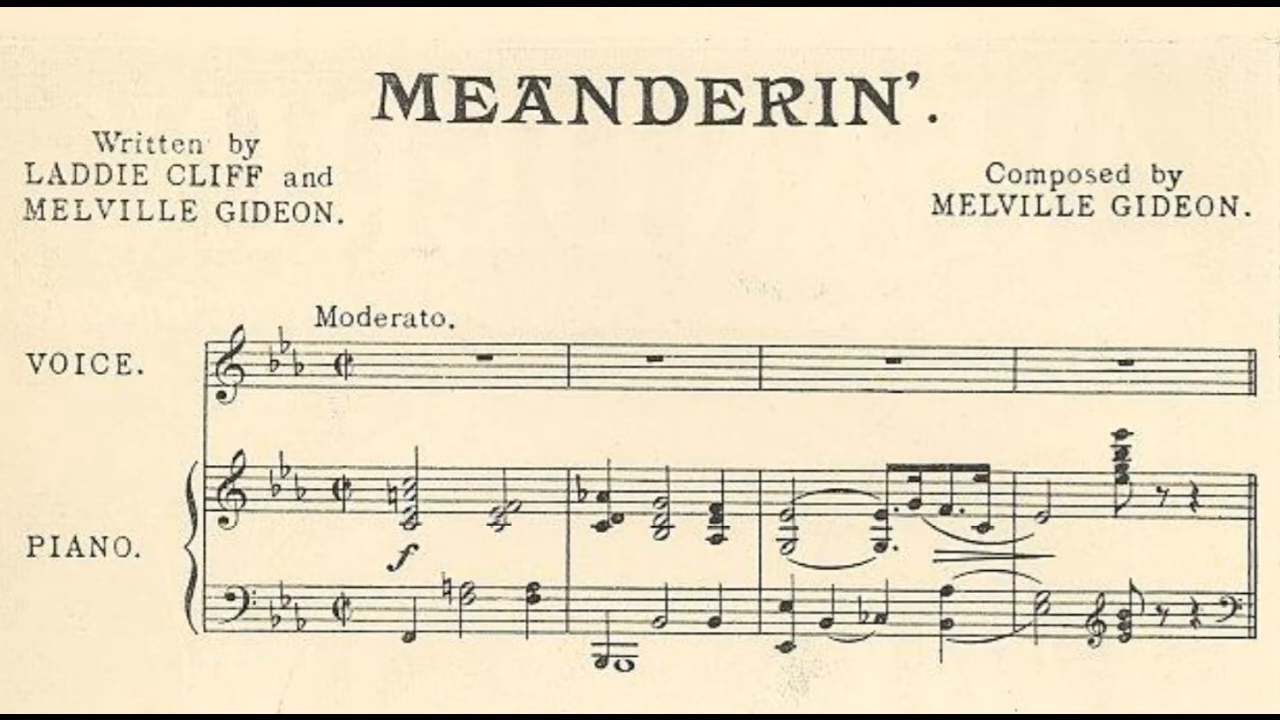 MEANDERIN'.
Written by
LADDIE CLIFF and
MELVILLE GIDEON.
Composed by
MELVILLE GIDEON.
Moderato.
VOICE.
PIANO.
f